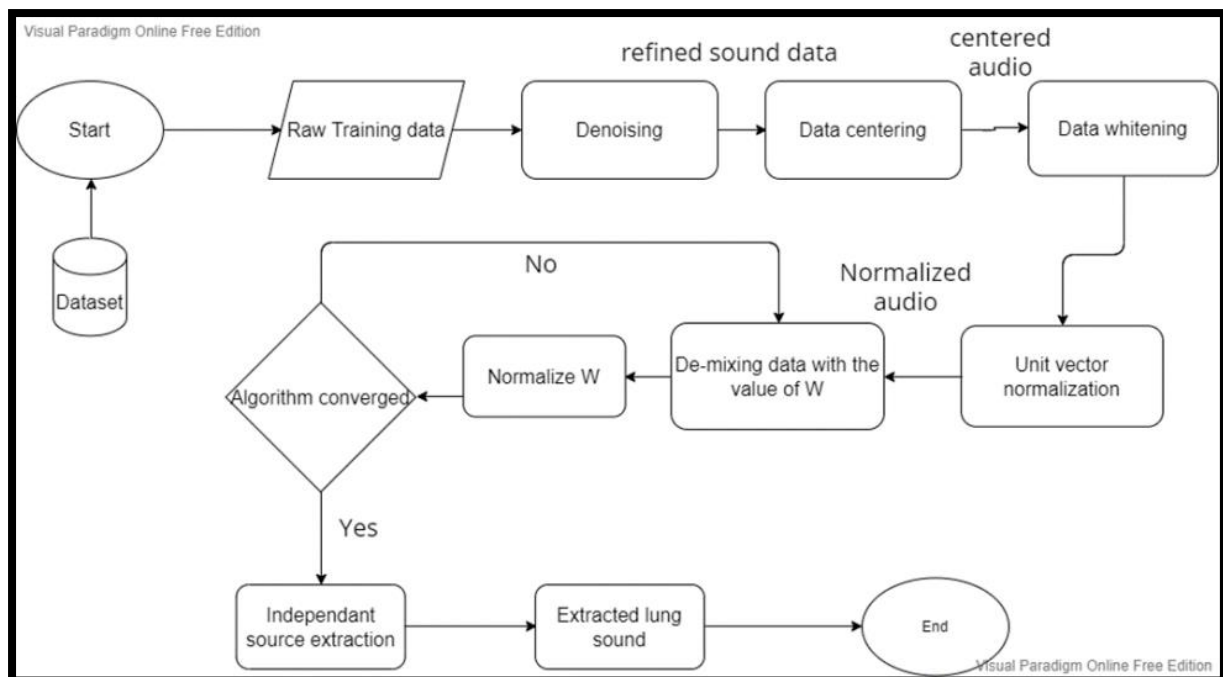 Visual Paradigm Online Free Edition
refined sound data
centered
audio
Start
Raw Training data
Denoising
Data centering
Data whitening
Dataset
No
Normalized
audio
Algorithm converged
Normalize W
De-mixing data with the
value of W
Unit vector
normalization
Yes
Independant
source extraction
Extracted lung
sound
End
Visual Paradigm Online Free Edition